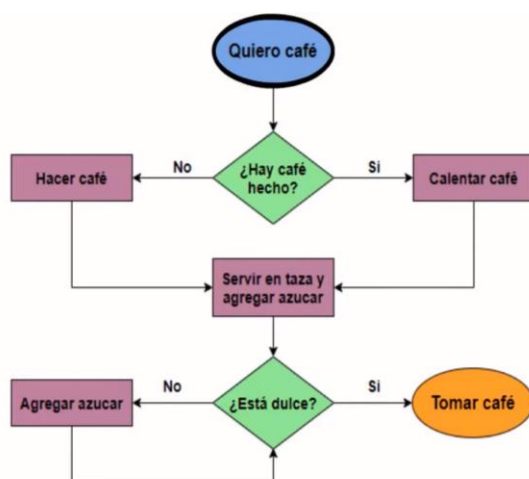 Quiero café
No
¿Hay café
hecho?
Si
Hacer café
Calentar café
Servir en taza y
agregar azucar
No
¿Está dulce?
Si
Agregar azucar
Tomar café